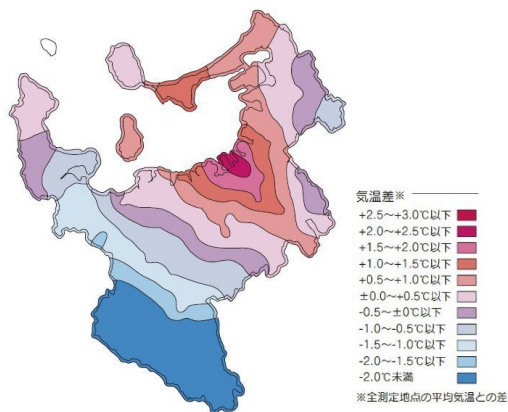 気温差※
+2.5〜+3.0℃以下
+2.0〜+2.5℃以下
+1.5〜+2.0℃以下
+1.0〜+1.5℃以下
+0.5〜+1.0℃以下
±0.0〜+0.5℃以下
-0.5〜±0℃以下
-1.0〜-0.5℃以下
-1.5〜-1.0℃以下
-2.0〜-1.5℃以下
-2.0℃未満
※全測定地点の平均気温との差